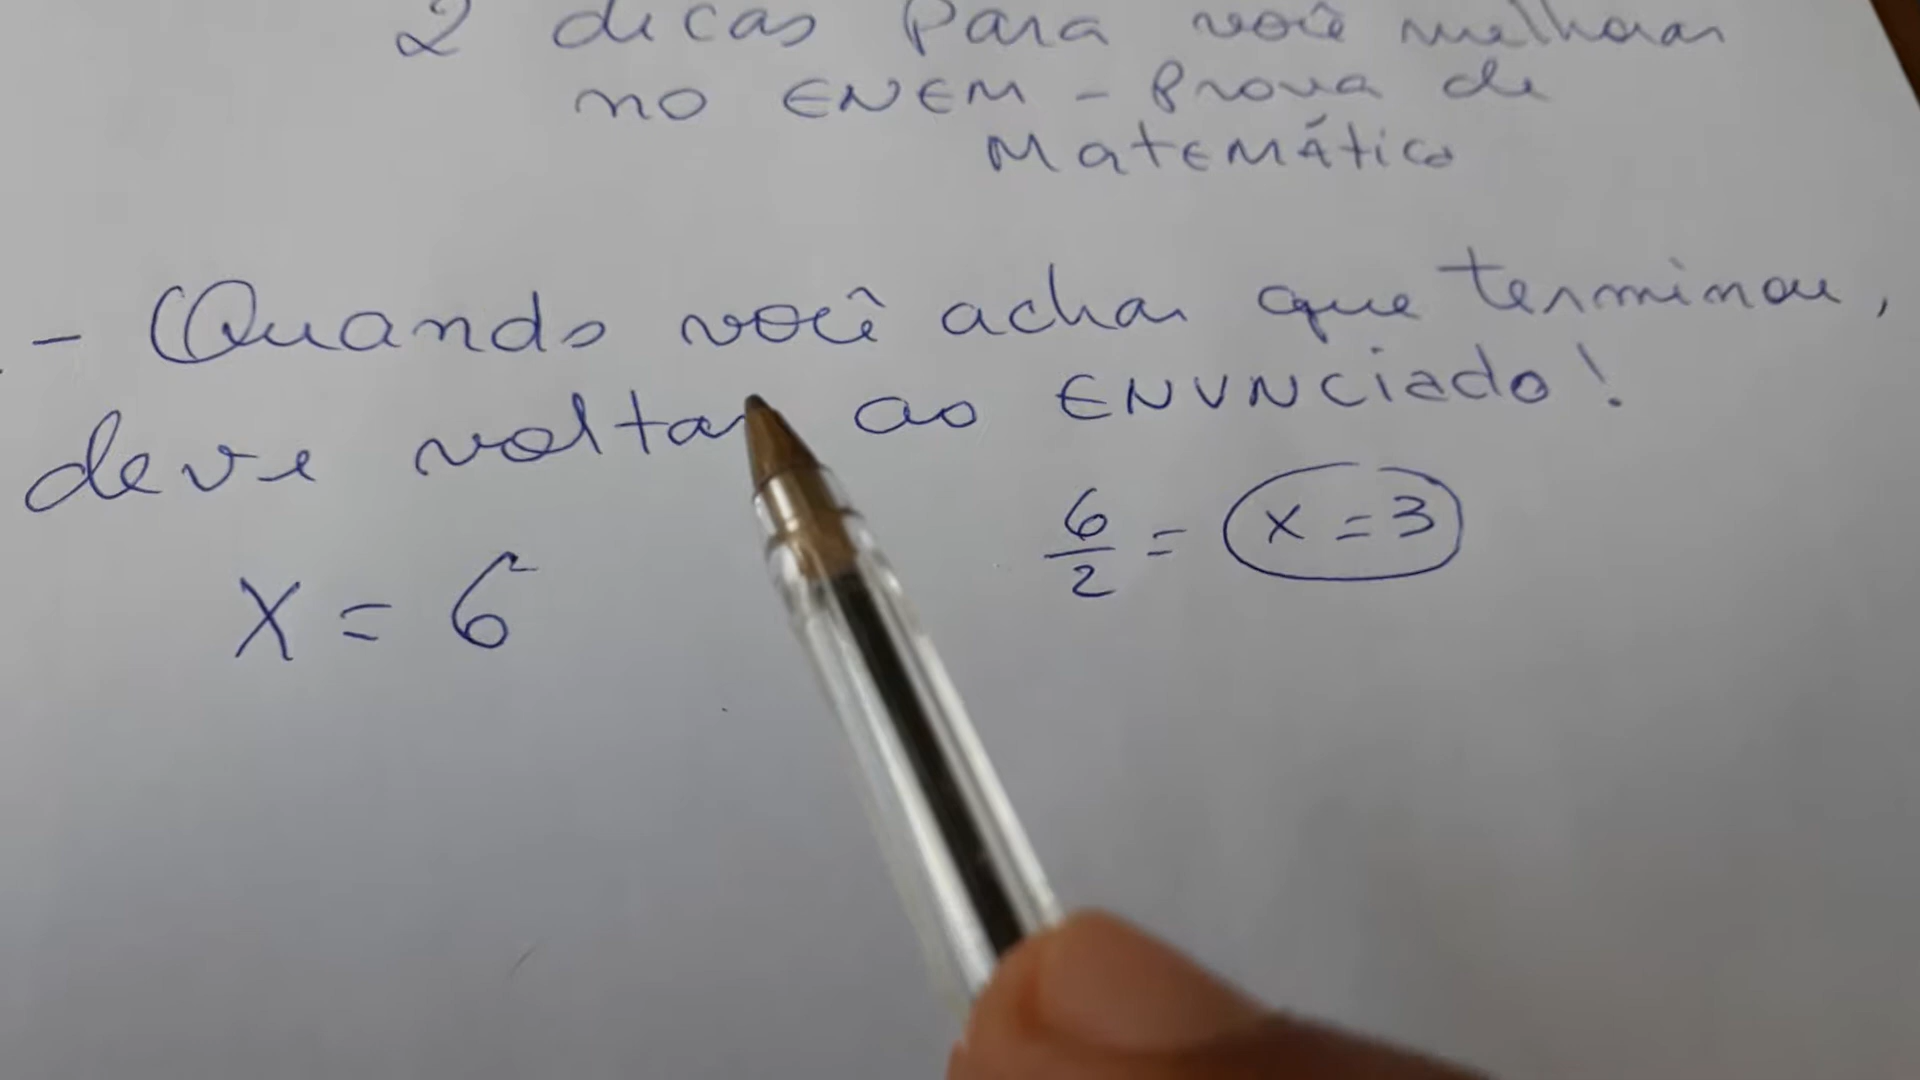 2 dicas Para você melhorar
no ENEM - Prova de
MatEMÁtica
- Quando você achar que terminou,
deve voltar ao ENUNciado!
6/2 = x = 3
X = 6